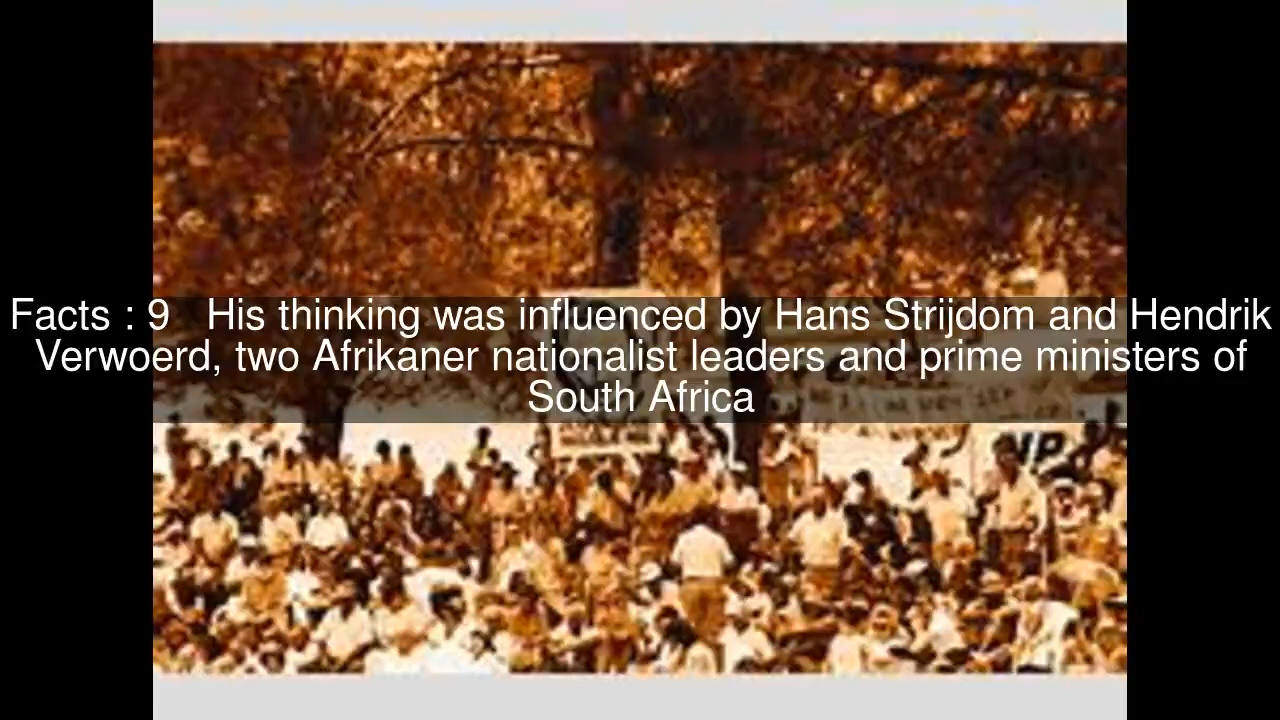 Facts : 9 His thinking was influenced by Hans Strijdom and Hendrik
Verwoerd, two Afrikaner nationalist leaders and prime ministers of
South Africa
NP